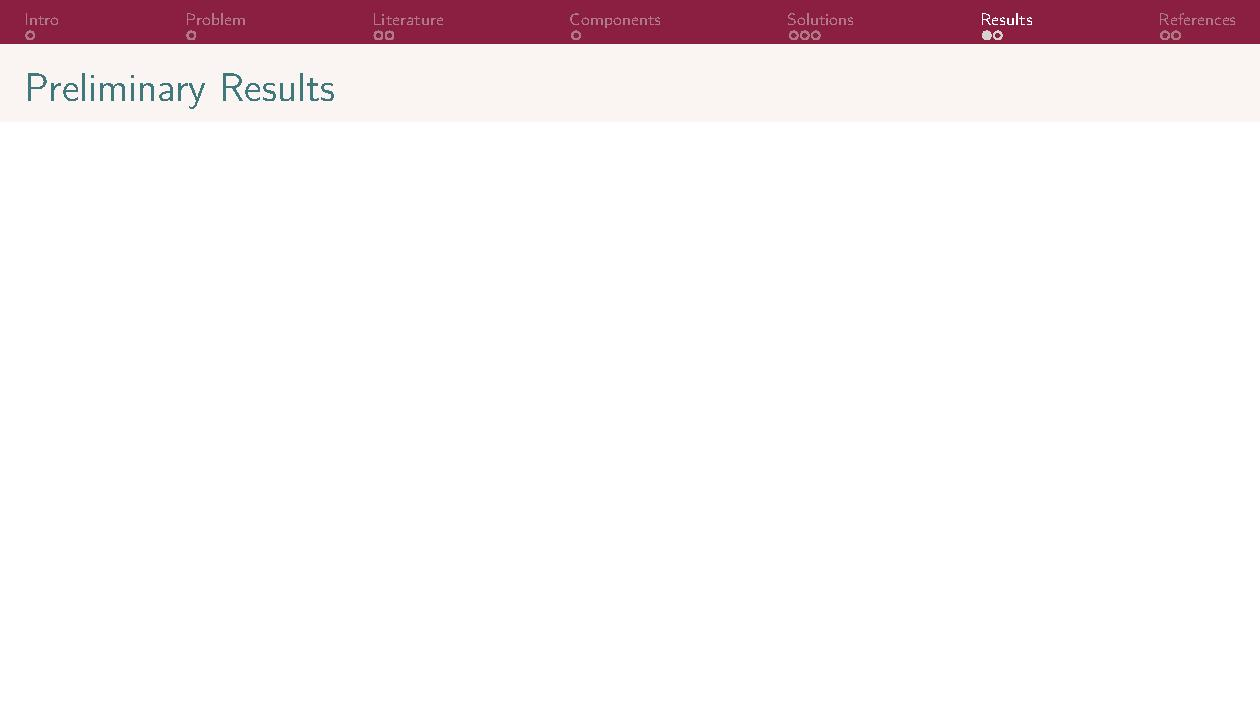 Intro Problem Literature Components Solutions Results References
Preliminary Results